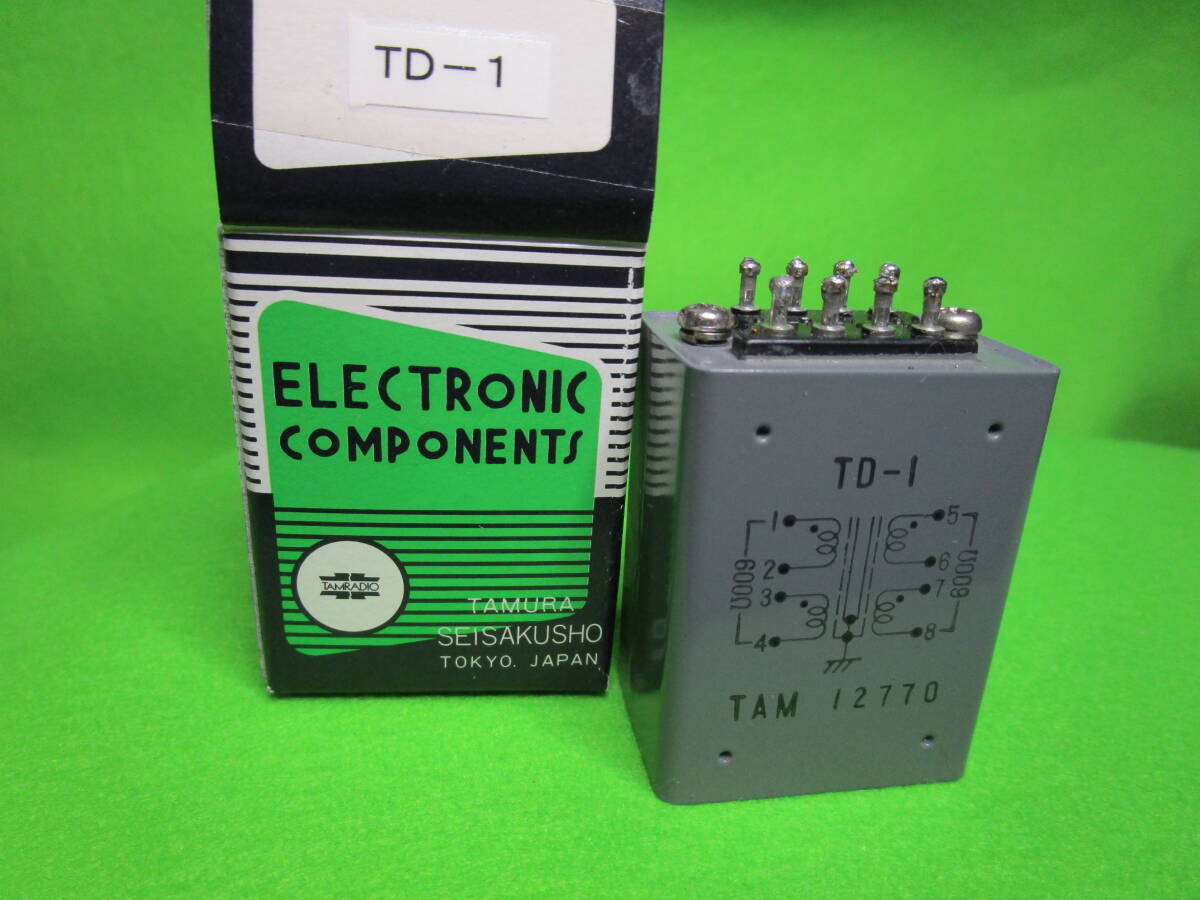 TD-1
ELECTRONIC
COMPONENTS
TAMRADIO
TAMURA
SEISAKUSHO
TOKYO. JAPAN
TD-1
1
2
3
4
600Ω
5
6
7
8
600Ω
TAM 12770